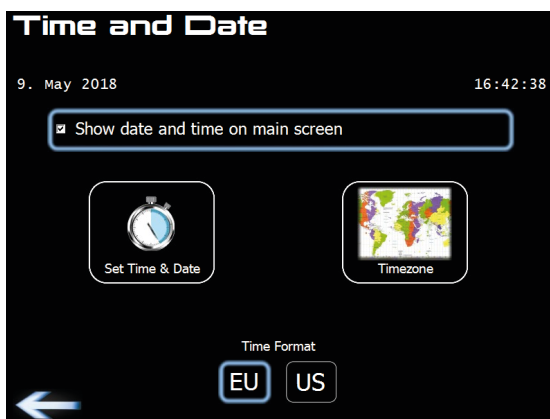 Time and Date
9. May 2018 16:42:38
Show date and time on main screen
Set Time & Date Timezone
Time Format
EU US